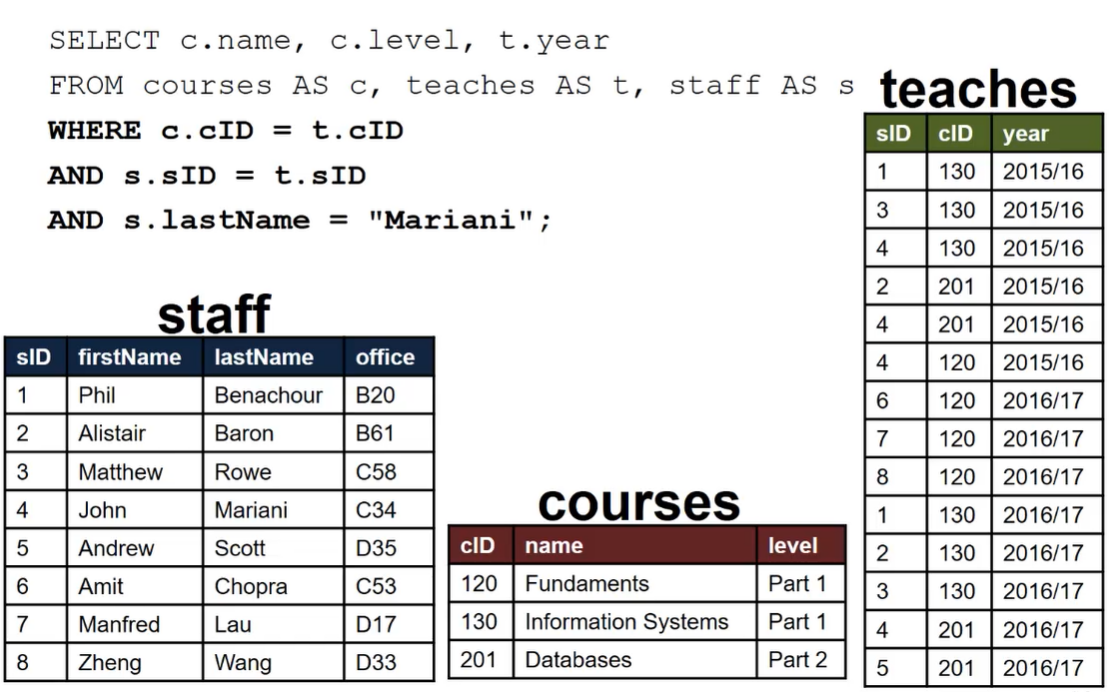 SELECT c.name, c.level, t.year
FROM courses AS c, teaches AS t, staff AS s
WHERE c.cID = t.cID
AND s.sID = t.sID
AND s.lastName = "Mariani";
teaches
sID cID year
1 130 2015/16
3 130 2015/16
4 130 2015/16
2 201 2015/16
4 201 2015/16
4 120 2015/16
6 120 2016/17
7 120 2016/17
8 120 2016/17
1 130 2016/17
2 130 2016/17
3 130 2016/17
4 201 2016/17
5 201 2016/17
staff
sID firstName lastName office
1 Phil Benachour B20
2 Alistair Baron B61
3 Matthew Rowe C58
4 John Mariani C34
5 Andrew Scott D35
6 Amit Chopra C53
7 Manfred Lau D17
8 Zheng Wang D33
courses
cID name level
120 Fundaments Part 1
130 Information Systems Part 1
201 Databases Part 2